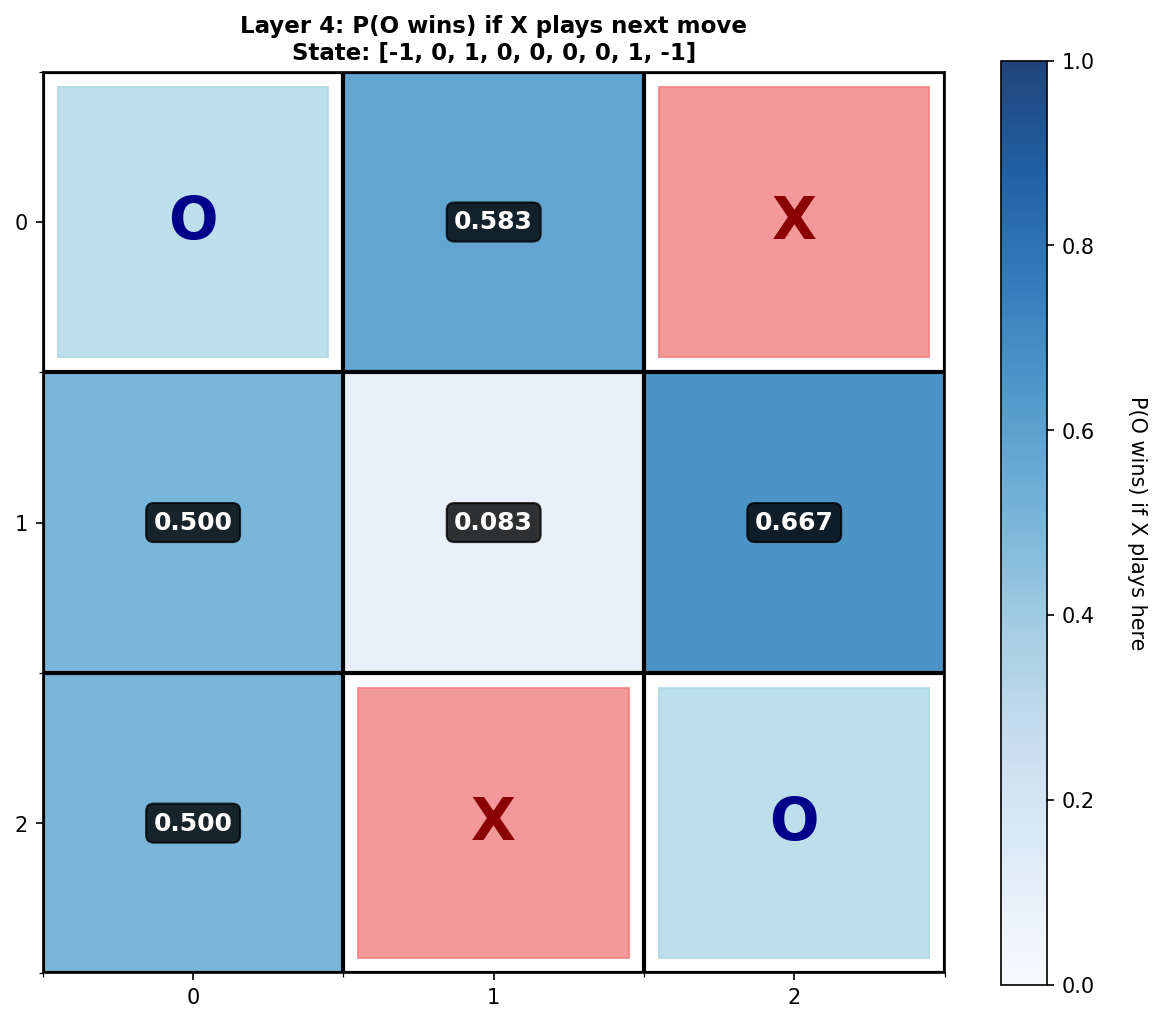 Layer 4: P(O wins) if X plays next move
State: [-1, 0, 1, 0, 0, 0, 0, 1, -1]
O
0.583
X
0.500
0.083
0.667
0.500
X
O
0
1
2
0
1
2
1.0
0.8
0.6
0.4
0.2
0.0
P(O wins) if X plays here